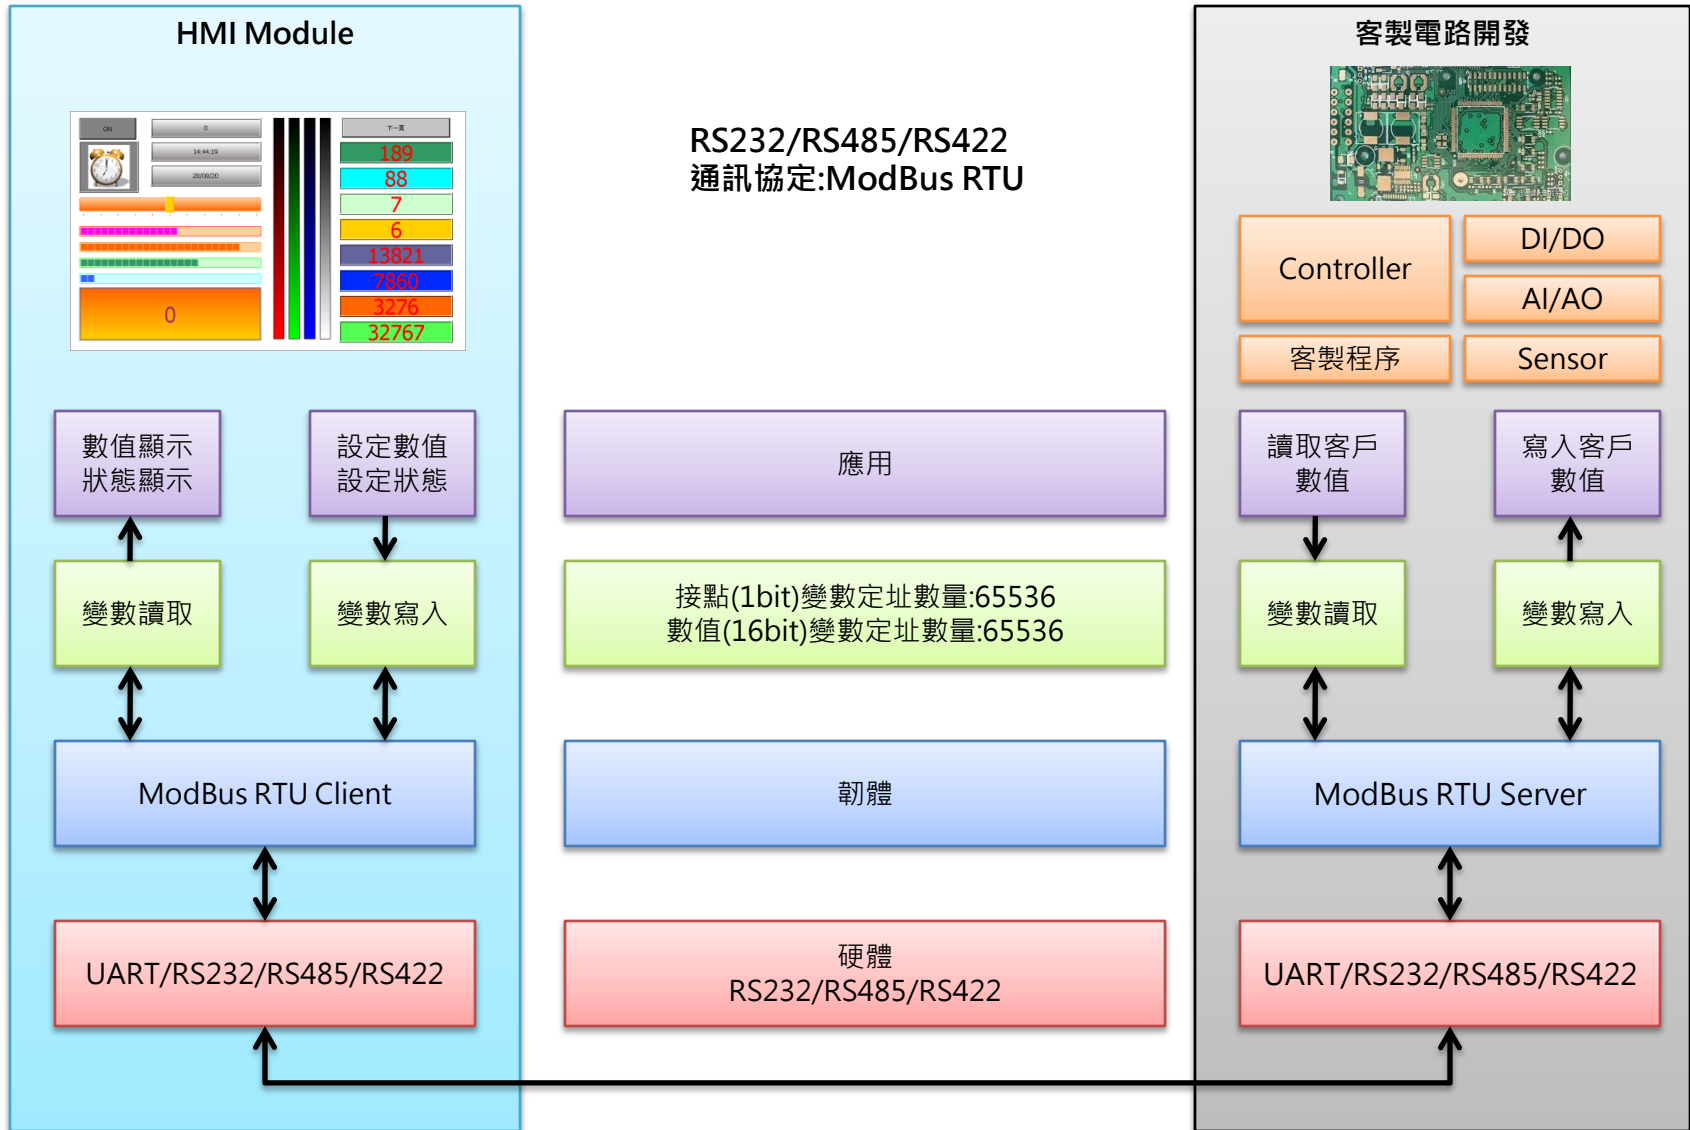 HMI Module
ON
0
下一頁
14:44:19
28/08/20
189
88
7
6
13821
7860
3276
32767
0
RS232/RS485/RS422
通訊協定:ModBus RTU
客製電路開發
Controller
DI/DO
AI/AO
客製程序
Sensor
數值顯示
狀態顯示
設定數值
設定狀態
應用
讀取客戶
數值
寫入客戶
數值
變數讀取
變數寫入
接點(1bit)變數定址數量:65536
數值(16bit)變數定址數量:65536
變數讀取
變數寫入
ModBus RTU Client
韌體
ModBus RTU Server
UART/RS232/RS485/RS422
硬體
RS232/RS485/RS422
UART/RS232/RS485/RS422